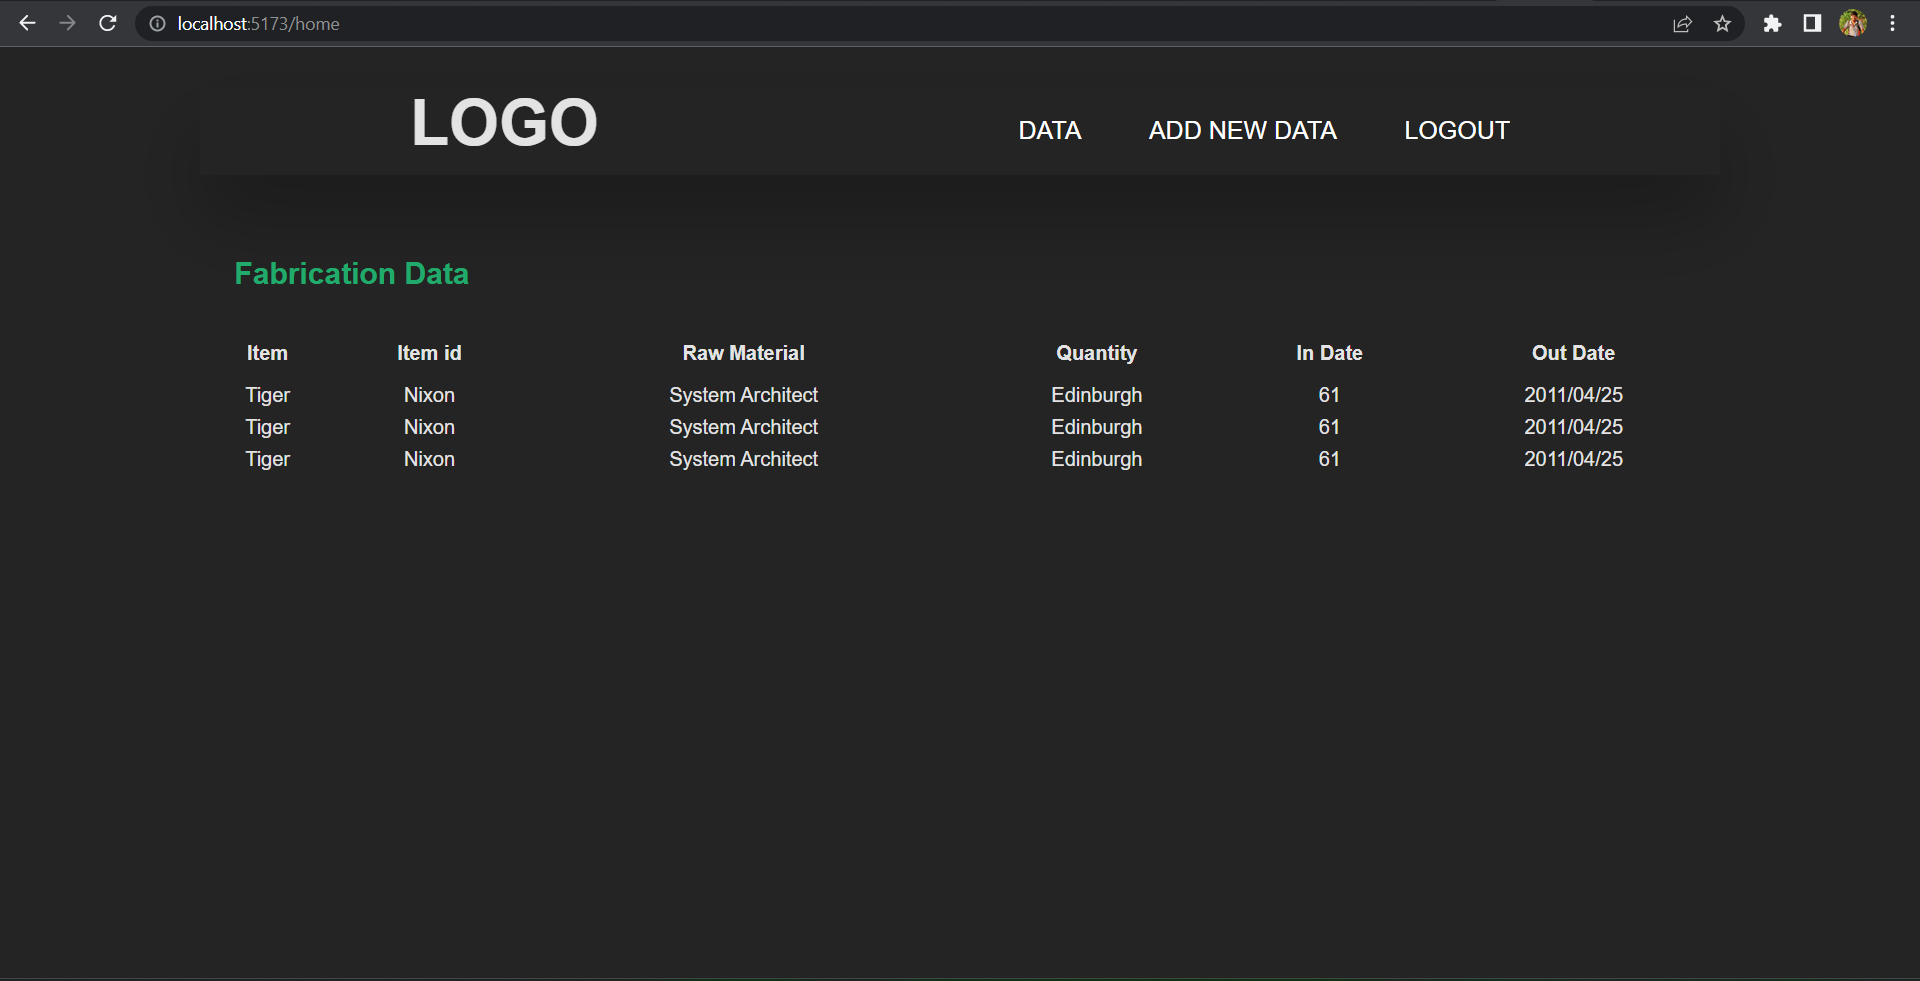 localhost:5173/home
LOGO DATA ADD NEW DATA LOGOUT
Fabrication Data
Item Item id Raw Material Quantity In Date Out Date
Tiger Nixon System Architect Edinburgh 61 2011/04/25
Tiger Nixon System Architect Edinburgh 61 2011/04/25
Tiger Nixon System Architect Edinburgh 61 2011/04/25